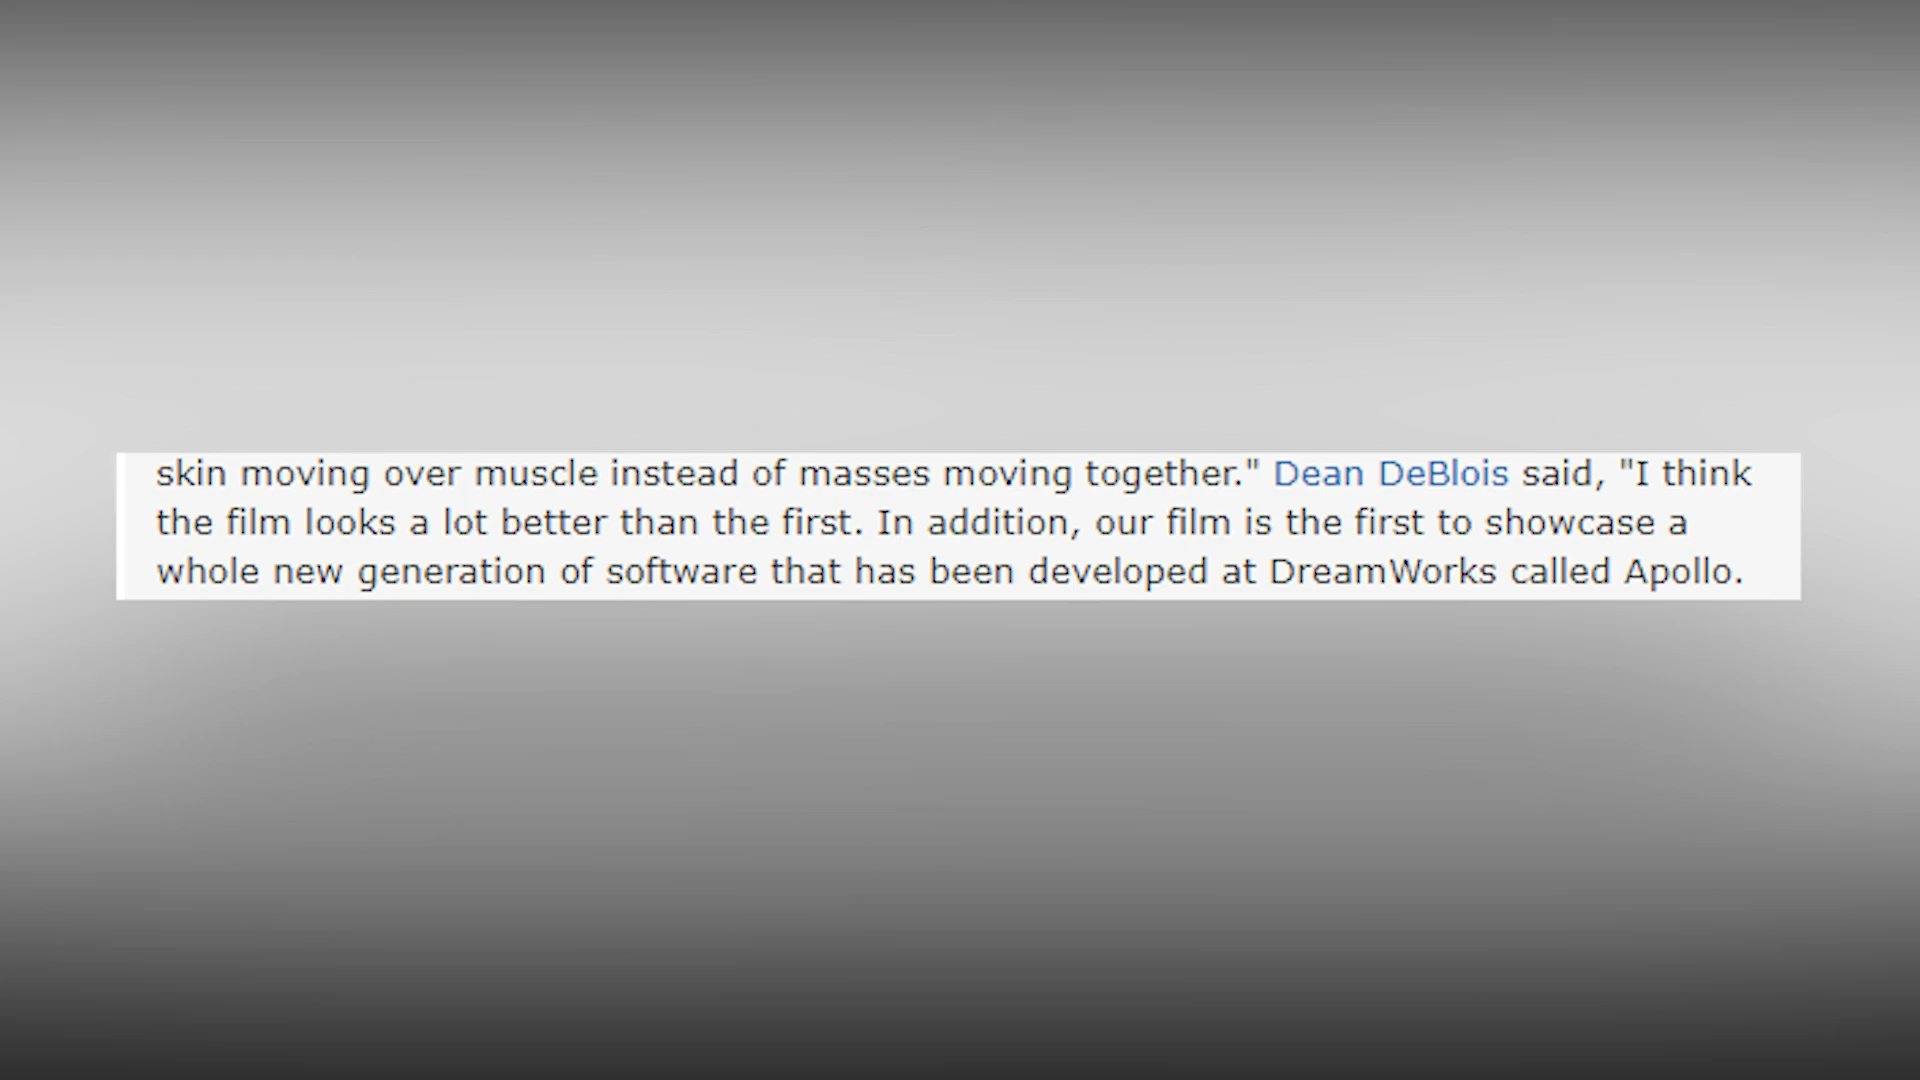 skin moving over muscle instead of masses moving together." Dean DeBlois said, "I think
the film looks a lot better than the first. In addition, our film is the first to showcase a
whole new generation of software that has been developed at DreamWorks called Apollo.